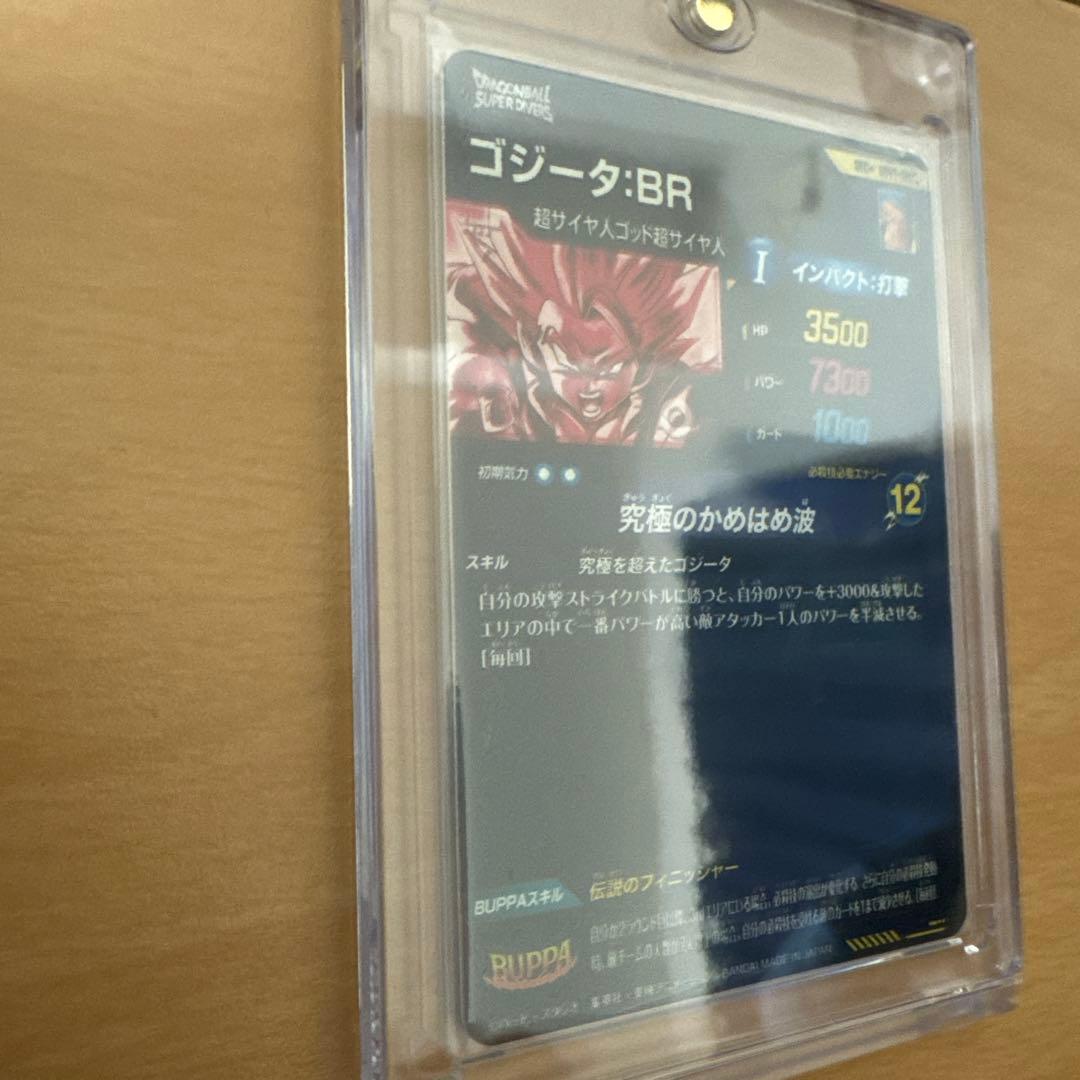 DRAGONBALL
SUPER DIVERS
ゴジータ:BR
超サイヤ人ゴッド超サイヤ人
I インパクト:打撃
HP 3500
パワー 7300
ガード 1000
初期気力
必殺技必要エナジー
12
きゅうきょく は
究極のかめはめ波
スキル 究極を超えたゴジータ
自分の攻撃ストライクバトルに勝つと、自分のパワーを+3000&攻撃した
エリアの中で一番パワーが高い敵アタッカー1人のパワーを半減させる。
[毎回]
BUPPAスキル 伝説のフィニッシャー
BUPPA
BANDAI MADE IN JAPAN